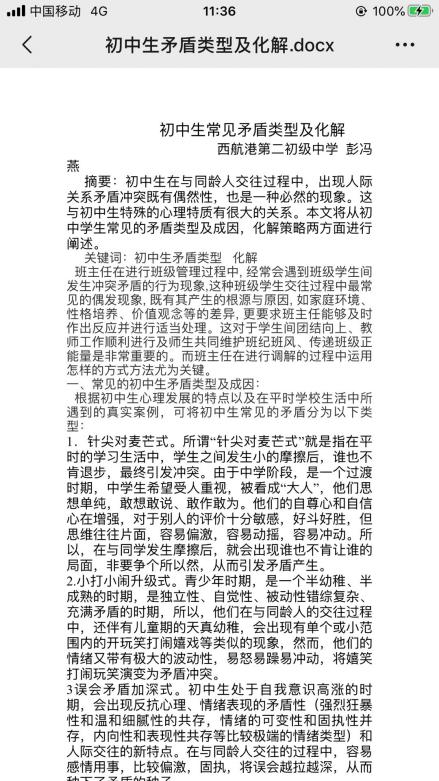 中国移动 4G 11:36 100%
初中生矛盾类型及化解.docx
初中生常见矛盾类型及化解
西航港第二初级中学 彭冯
燕
摘要：初中生在与同龄人交往过程中，出现人际
关系矛盾冲突既有偶然性，也是一种必然的现象。这
与初中生特殊的心理特质有很大的关系。本文将从初
中学生常见的矛盾类型及成因，化解策略两方面进行
阐述。
关键词：初中生矛盾类型 化解
班主任在进行班级管理过程中,经常会遇到班级学生间
发生冲突矛盾的行为现象,这种班级学生交往过程中最常
见的偶发现象,既有其产生的根源与原因,如家庭环境、
性格培养、价值观念等的差异,更要求班主任能够及时
作出反应并进行适当处理。这对于学生间团结向上、教
师工作顺利进行及师生共同维护班纪班风、传递班级正
能量是非常重要的。而班主任在进行调解的过程中运用
怎样的方式方法尤为关键。
一、常见的初中生矛盾类型及成因：
根据初中生心理发展的特点以及在平时学校生活中所
遇到的真实案例，可将初中生常见的矛盾分为以下类
型：
1．针尖对麦芒式。所谓“针尖对麦芒式”就是指在平
时的学习生活中，学生之间发生小的摩擦后，谁也不
肯退步，最终引发冲突。由于中学阶段，是一个过渡
时期，中学生希望受人重视，被看成“大人”，他们思
想单纯，敢想敢说、敢作敢为。他们的自尊心和自信
心在增强，对于别人的评价十分敏感，好斗好胜，但
思维往往片面，容易偏激，容易动摇，容易冲动。所
以，在与同学发生摩擦后，就会出现谁也不肯让谁的
局面，非要争个所以然，从而引发矛盾产生。
2.小打小闹升级式。青少年时期，是一个半幼稚、半
成熟的时期，是独立性、自觉性、被动性错综复杂、
充满矛盾的时期，所以，他们在与同龄人的交往过程
中，还伴有儿童期的天真幼稚，会出现有单个或小范
围内的开玩笑打闹嬉戏等类似的现象，然而，他们的
情绪又带有极大的波动性，易怒易躁易冲动，将嬉笑
打闹玩笑演变为矛盾冲突。
3误会矛盾加深式。初中生处于自我意识高涨的时
期，会出现反抗心理、情绪表现的矛盾性（强烈狂暴
性和温和细腻性的共存，情绪的可变性和固执性并
存，内向性和表现性共存等比较极端的情绪类型）和
人际交往的新特点。在与同龄人交往的过程中，容易
感情用事，比较偏激，固执，将误会越拉越深，从而
种下了矛盾的种子